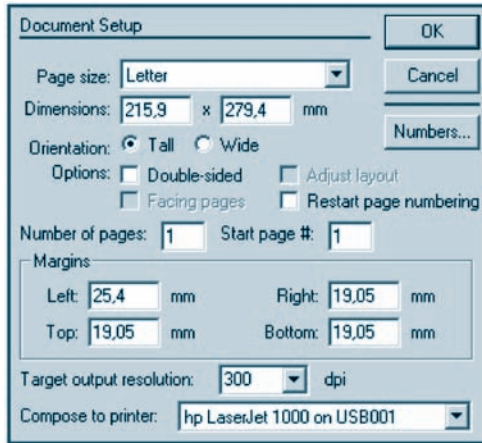 Document Setup
OK
Page size: Letter
Cancel
Dimensions: 215,9 x 279,4 mm
Numbers...
Orientation: Tall Wide
Options: Double-sided Adjust layout
Facing pages Restart page numbering
Number of pages: 1 Start page #: 1
Margins
Left: 25,4 mm Right: 19,05 mm
Top: 19,05 mm Bottom: 19,05 mm
Target output resolution: 300 dpi
Compose to printer: hp LaserJet 1000 on USB001